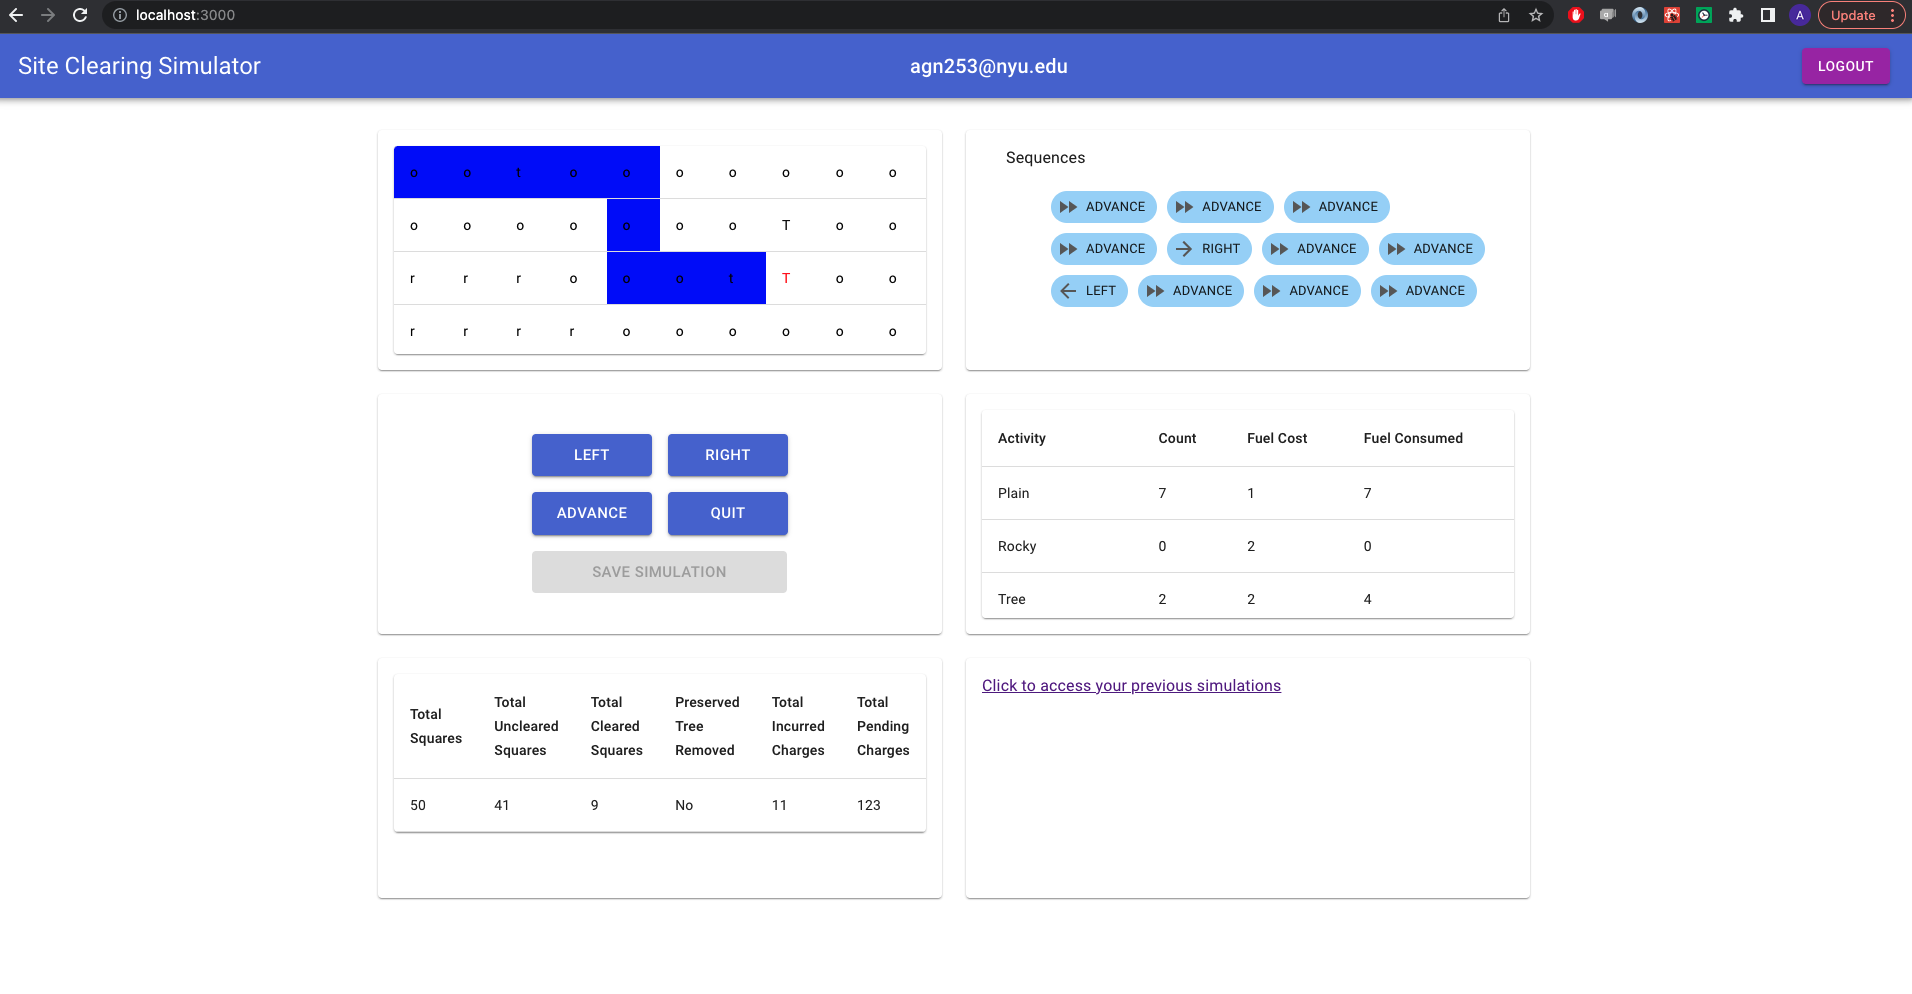 localhost:3000
A
Update
Site Clearing Simulator
agn253@nyu.edu
LOGOUT
o o t o o o o o o o
o o o o o o o T o o
r r r o o o t T o o
r r r r o o o o o o
Sequences
ADVANCE ADVANCE ADVANCE
ADVANCE RIGHT ADVANCE ADVANCE
LEFT ADVANCE ADVANCE ADVANCE
LEFT RIGHT
ADVANCE QUIT
SAVE SIMULATION
Activity Count Fuel Cost Fuel Consumed
Plain 7 1 7
Rocky 0 2 0
Tree 2 2 4
Total Squares Total Uncleared Squares Total Cleared Squares Preserved Tree Removed Total Incurred Charges Total Pending Charges
50 41 9 No 11 123
Click to access your previous simulations